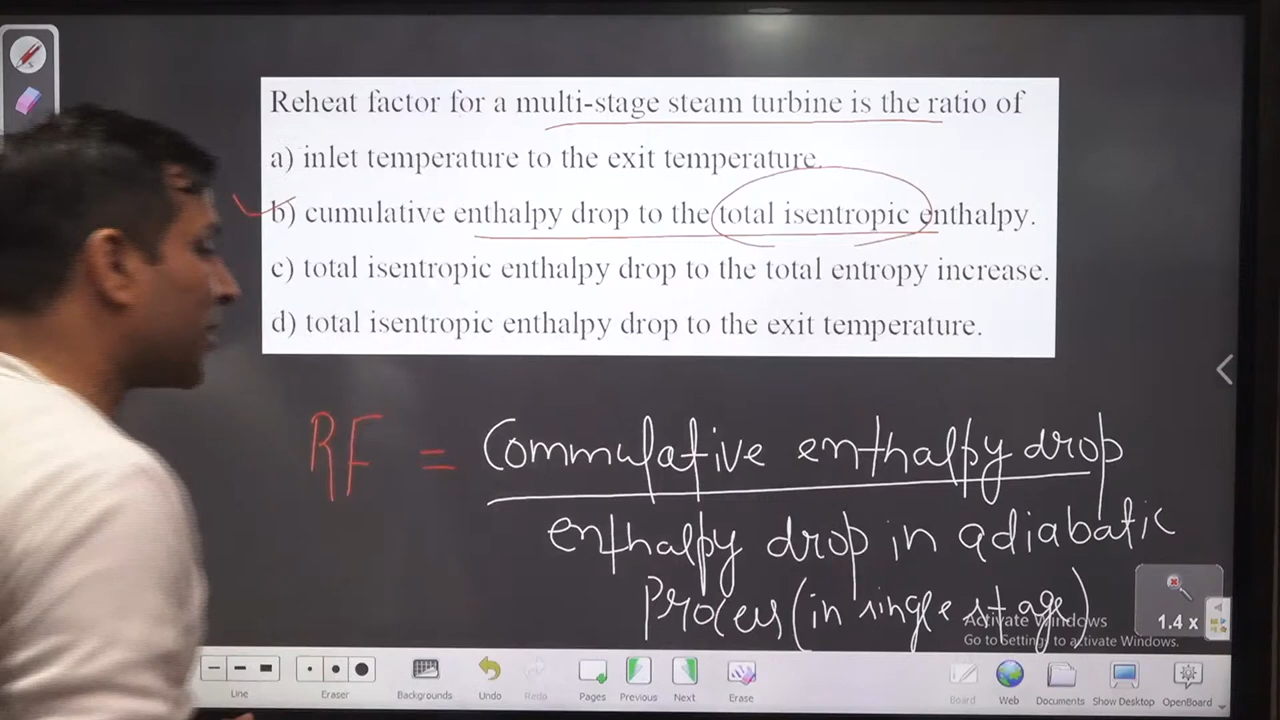 Reheat factor for a multi-stage steam turbine is the ratio of
a) inlet temperature to the exit temperature.
b) cumulative enthalpy drop to the total isentropic enthalpy.
c) total isentropic enthalpy drop to the total entropy increase.
d) total isentropic enthalpy drop to the exit temperature.
RF = Commulative enthalpy drop
enthalpy drop in adiabatic
Process (in single stage)
Activate Windows
Go to Settings to activate Windows.
1.4 x
Line
Eraser
Backgrounds
Undo
Redo
Pages
Previous
Next
Erase
Board
Web
Documents
Show Desktop
OpenBoard